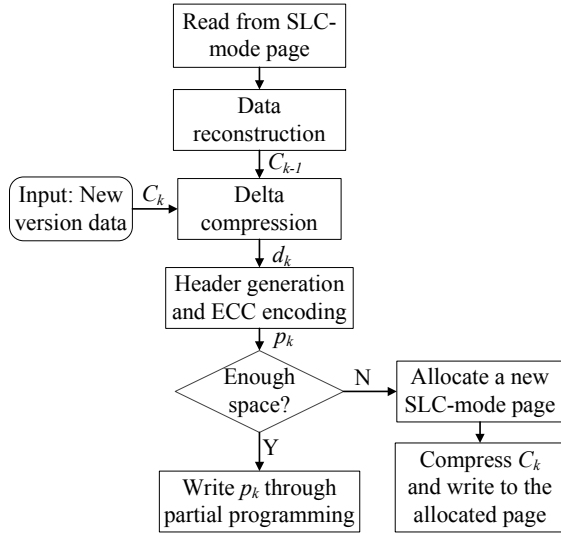 Read from SLC-
mode page
Data
reconstruction
C_{k-1}
Input: New
version data
C_k
Delta
compression
d_k
Header generation
and ECC encoding
p_k
Enough
space?
N
Allocate a new
SLC-mode page
Y
Write p_k through
partial programming
Compress C_k
and write to the
allocated page